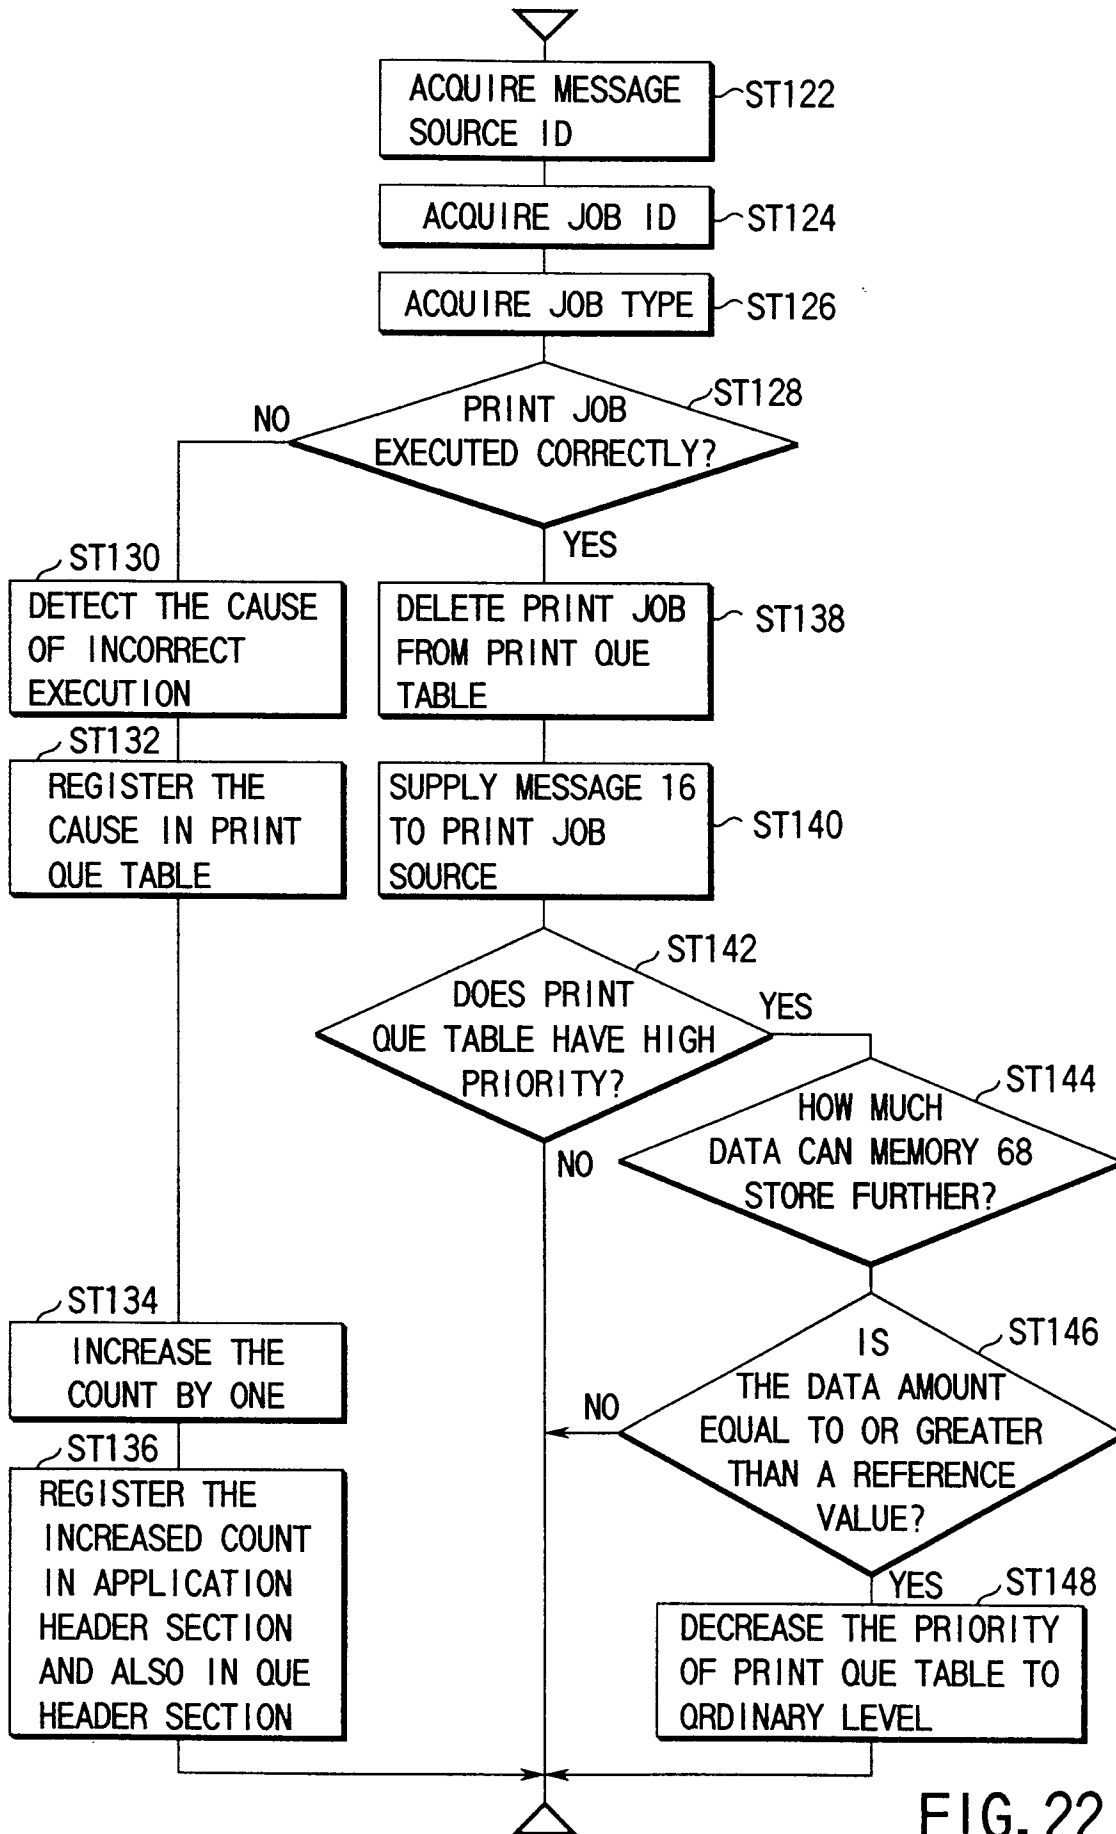 ACQUIRE MESSAGE
SOURCE ID
ST122
ACQUIRE JOB ID
ST124
ACQUIRE JOB TYPE
ST126
PRINT JOB
EXECUTED CORRECTLY?
ST128
NO
YES
ST130
DETECT THE CAUSE
OF INCORRECT
EXECUTION
ST132
REGISTER THE
CAUSE IN PRINT
QUE TABLE
ST134
INCREASE THE
COUNT BY ONE
ST136
REGISTER THE
INCREASED COUNT
IN APPLICATION
HEADER SECTION
AND ALSO IN QUE
HEADER SECTION
DELETE PRINT JOB
FROM PRINT QUE
TABLE
ST138
SUPPLY MESSAGE 16
TO PRINT JOB
SOURCE
ST140
ST142
DOES PRINT
QUE TABLE HAVE HIGH
PRIORITY?
YES
NO
ST144
HOW MUCH
DATA CAN MEMORY 68
STORE FURTHER?
ST146
IS
THE DATA AMOUNT
EQUAL TO OR GREATER
THAN A REFERENCE
VALUE?
NO
YES
ST148
DECREASE THE PRIORITY
OF PRINT QUE TABLE TO
QRDINARY LEVEL
FIG. 22